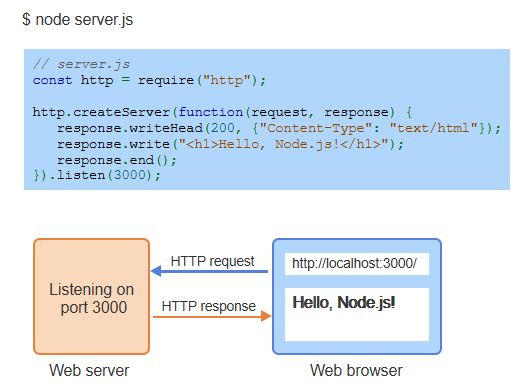 $ node server.js
// server.js
const http = require("http");
http.createServer(function(request, response) {
response.writeHead(200, {"Content-Type": "text/html"});
response.write("<h1>Hello, Node.js!</h1>");
response.end();
}).listen(3000);
HTTP request
http://localhost:3000/
Listening on
port 3000
HTTP response
Hello, Node.js!
Web server
Web browser